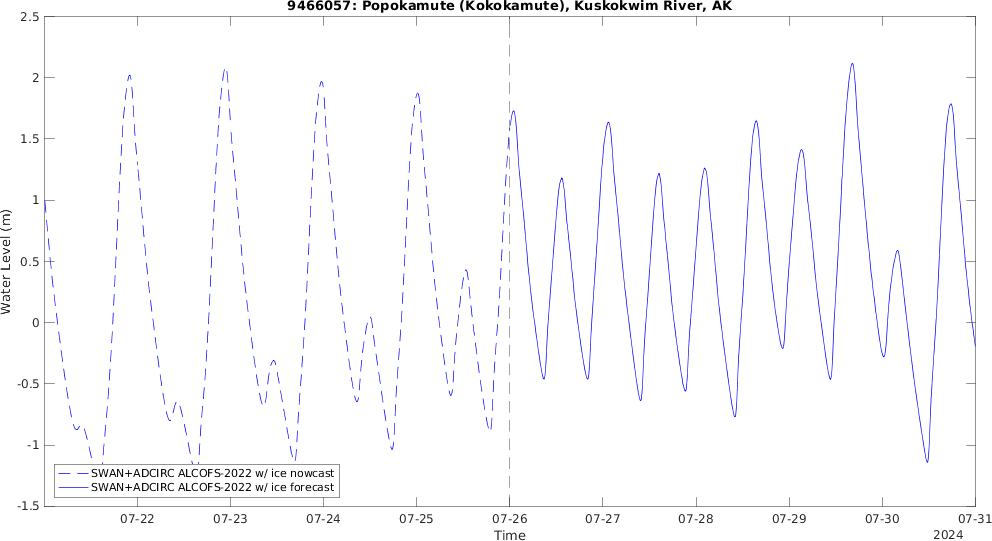 9466057: Popokamute (Kokokamute), Kuskokwim River, AK
2.5
2
1.5
1
0.5
0
-0.5
-1
-1.5
Water Level (m)
SWAN+ADCIRC ALCOFS-2022 w/ ice nowcast
SWAN+ADCIRC ALCOFS-2022 w/ ice forecast
07-22 07-23 07-24 07-25 07-26 07-27 07-28 07-29 07-30 07-31
Time
2024